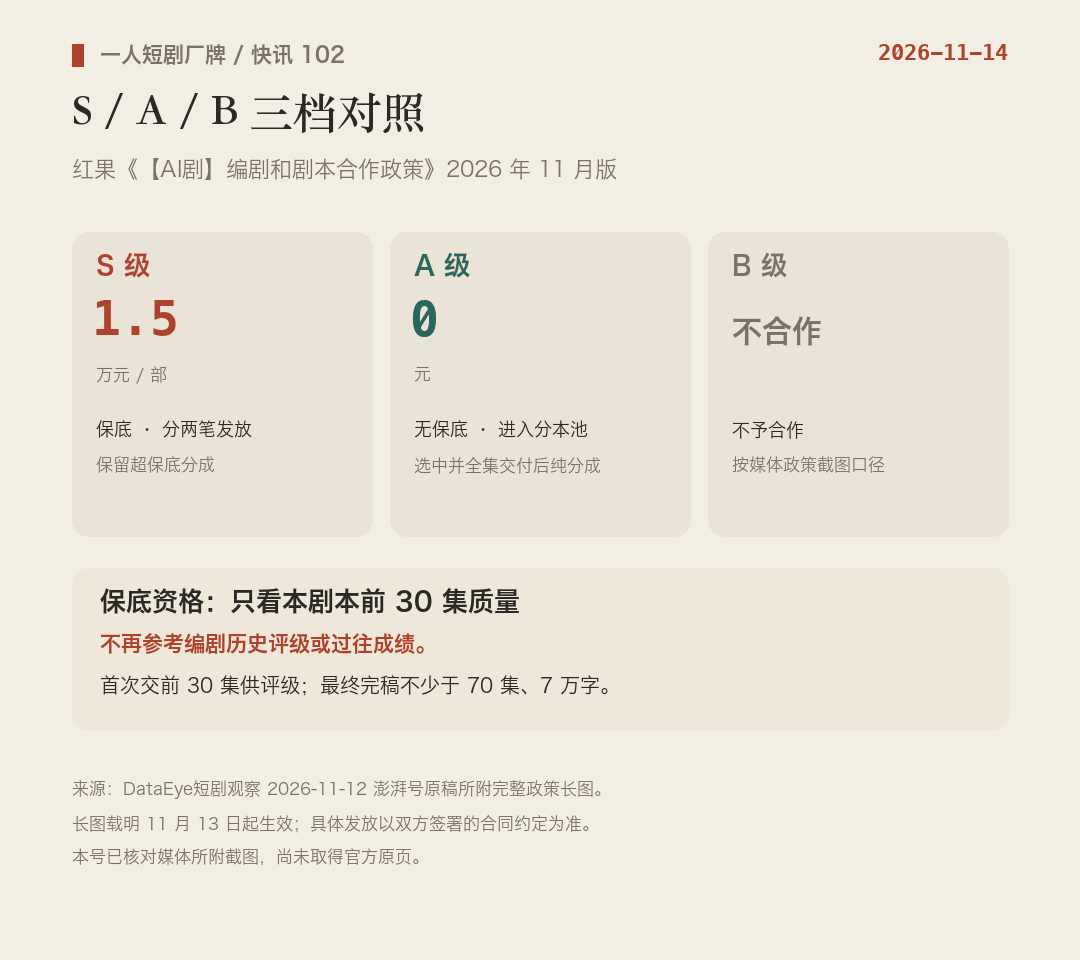 一人短剧厂牌 / 快讯 102
2026-11-14
S / A / B 三档对照
红果《【AI剧】编剧和剧本合作政策》2026 年 11 月版
S 级
1.5
万元 / 部
保底 · 分两笔发放
保留超保底分成
A 级
0
元
无保底 · 进入分本池
选中并全集交付后纯分成
B 级
不合作
不予合作
按媒体政策截图口径
保底资格：只看本剧本前 30 集质量
不再参考编剧历史评级或过往成绩。
首次交前 30 集供评级；最终完稿不少于 70 集、7 万字。
来源：DataEye短剧观察 2026-11-12 澎湃号原稿所附完整政策长图。
长图载明 11 月 13 日起生效；具体发放以双方签署的合同约定为准。
本号已核对媒体所附截图，尚未取得官方原页。